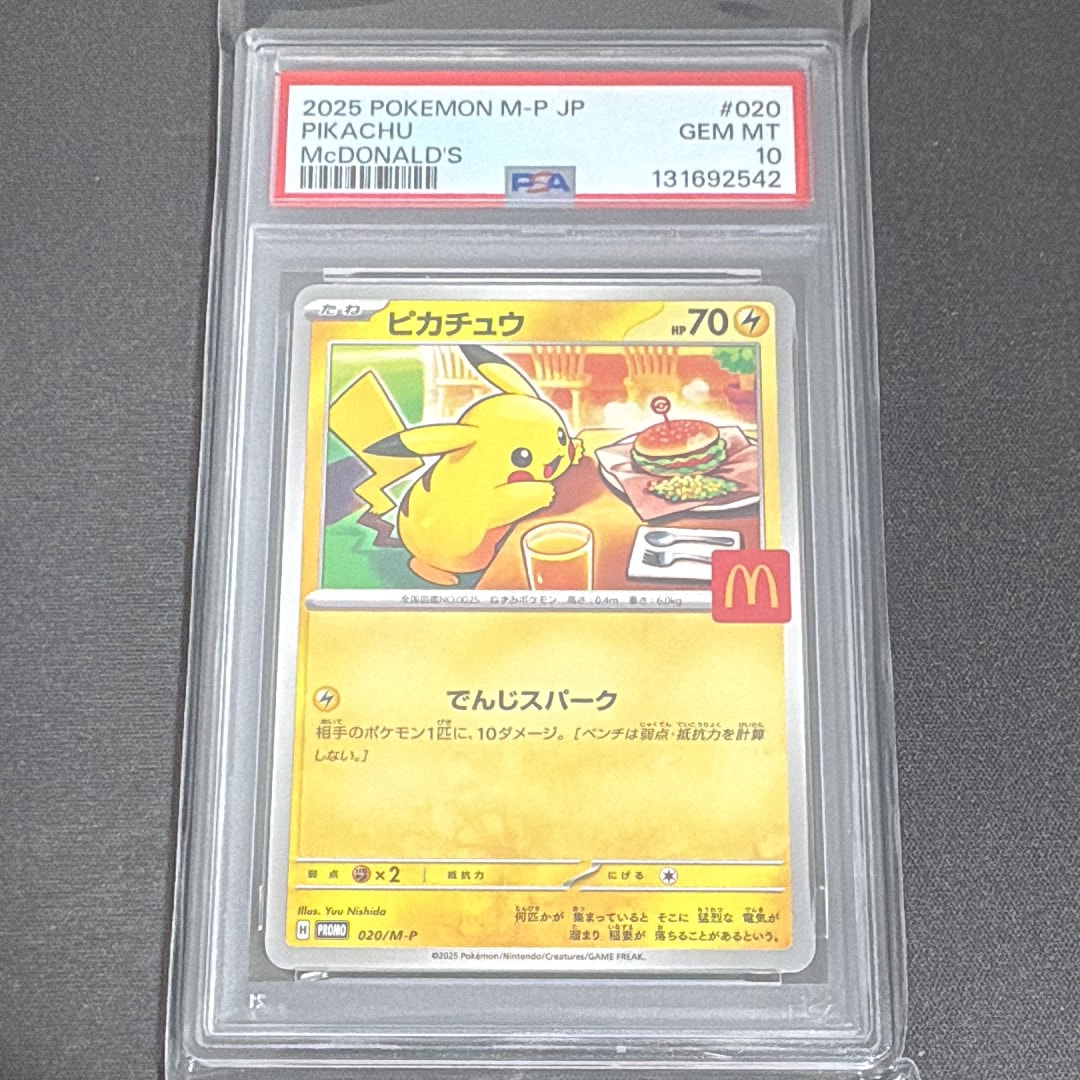 2025 POKEMON M-P JP #020
PIKACHU GEM MT
McDONALD'S 10
PSA 131692542
たね ピカチュウ HP70
全国図鑑NO.0025 ねずみポケモン 高さ:0.4m 重さ:6.0kg
M
でんじスパーク
相手のポケモン1匹に、10ダメージ。[ベンチは弱点・抵抗力を計算
しない。]
弱点 ×2 抵抗力 にげる
Illus. Yuu Nishida
何匹かが 集まっていると そこに 猛烈な 電気が
溜まり 稲妻が 落ちることがあるという。
H PROMO 020/M-P
©2025 Pokémon/Nintendo/Creatures/GAME FREAK.